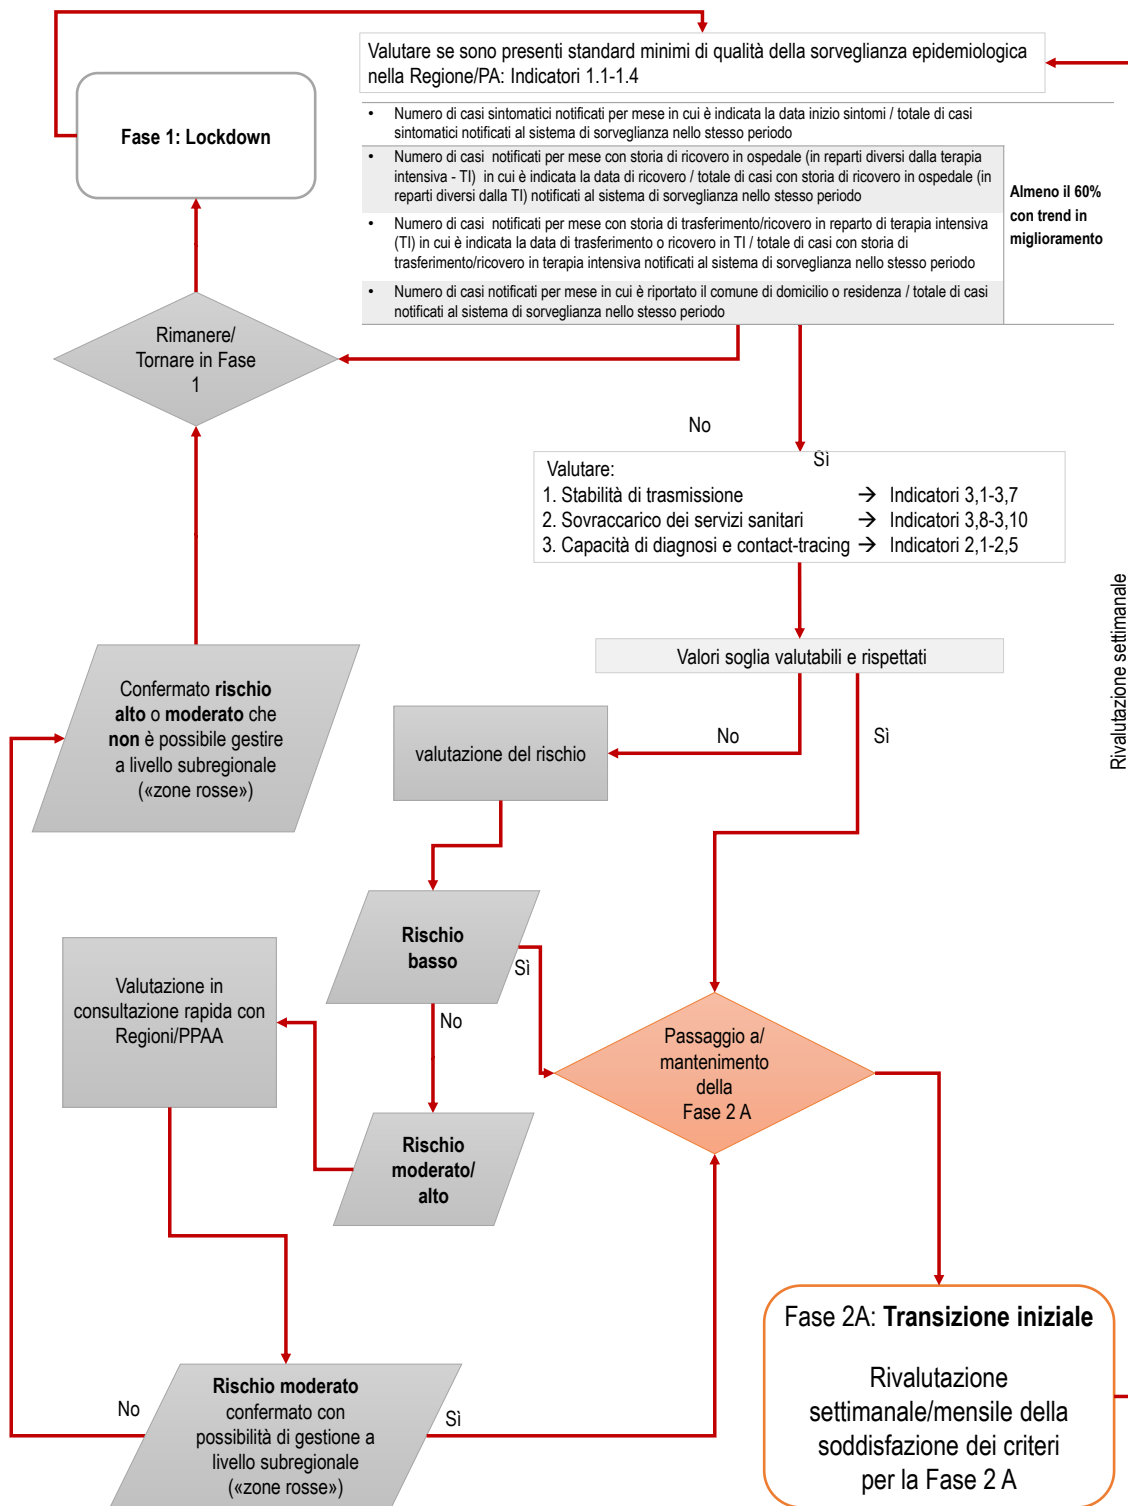 Valutare se sono presenti standard minimi di qualità della sorveglianza epidemiologica
nella Regione/PA: Indicatori 1.1-1.4
Fase 1: Lockdown
• Numero di casi sintomatici notificati per mese in cui è indicata la data inizio sintomi / totale di casi
sintomatici notificati al sistema di sorveglianza nello stesso periodo
• Numero di casi notificati per mese con storia di ricovero in ospedale (in reparti diversi dalla terapia
intensiva - TI) in cui è indicata la data di ricovero / totale di casi con storia di ricovero in ospedale (in
reparti diversi dalla TI) notificati al sistema di sorveglianza nello stesso periodo
• Numero di casi notificati per mese con storia di trasferimento/ricovero in reparto di terapia intensiva
(TI) in cui è indicata la data di trasferimento o ricovero in TI / totale di casi con storia di
trasferimento/ricovero in terapia intensiva notificati al sistema di sorveglianza nello stesso periodo
• Numero di casi notificati per mese in cui è riportato il comune di domicilio o residenza / totale di casi
notificati al sistema di sorveglianza nello stesso periodo
Almeno il 60%
con trend in
miglioramento
Rimanere/
Tornare in Fase
1
No
Sì
Valutare:
1. Stabilità di trasmissione → Indicatori 3,1-3,7
2. Sovraccarico dei servizi sanitari → Indicatori 3,8-3,10
3. Capacità di diagnosi e contact-tracing → Indicatori 2,1-2,5
Rivalutazione settimanale
Valori soglia valutabili e rispettati
Confermato rischio
alto o moderato che
non è possibile gestire
a livello subregionale
(«zone rosse»)
No
Sì
valutazione del rischio
Rischio
basso
Sì
No
Valutazione in
consultazione rapida con
Regioni/PPAA
Passaggio a/
mantenimento
della
Fase 2 A
Rischio
moderato/
alto
Fase 2A: Transizione iniziale
Rivalutazione
settimanale/mensile della
soddisfazione dei criteri
per la Fase 2 A
No
Rischio moderato
confermato con
possibilità di gestione a
livello subregionale
(«zone rosse»)
Sì